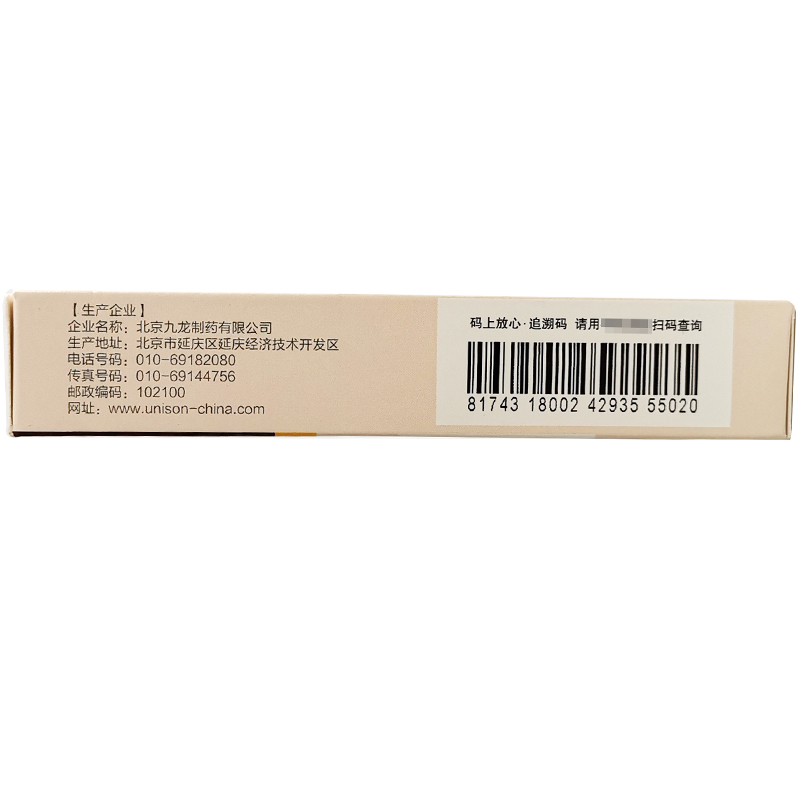 【生产企业】
企业名称：北京九龙制药有限公司
生产地址：北京市延庆区延庆经济技术开发区
电话号码：010-69182080
传真号码：010-69144756
邮政编码：102100
网址：www.unison-china.com
码上放心·追溯码 请用 扫码查询
81743 18002 42935 55020